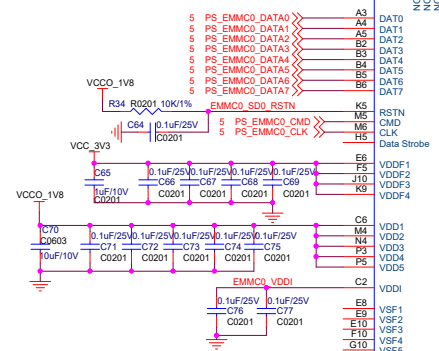 NC
NC
NC
5 PS_EMMC0_DATA0 A3 DAT0
5 PS_EMMC0_DATA1 A4 DAT1
5 PS_EMMC0_DATA2 A5 DAT2
5 PS_EMMC0_DATA3 B2 DAT3
5 PS_EMMC0_DATA4 B3 DAT4
5 PS_EMMC0_DATA5 B4 DAT5
5 PS_EMMC0_DATA6 B5 DAT6
5 PS_EMMC0_DATA7 B6 DAT7
VCCO_1V8
R34 R0201 10K/1% EMMC0_SD0_RSTN K5 RSTN
C64 0.1uF/25V 5 PS_EMMC0_CMD M5 CMD
C0201 5 PS_EMMC0_CLK M6 CLK
H5 Data Strobe
VCC_3V3
E6 VDDF1
C65 0.1uF/25V 0.1uF/25V 0.1uF/25V 0.1uF/25V F5 VDDF2
C66 C67 C68 C69 J10 VDDF3
1uF/10V C0201 C0201 C0201 C0201 K9 VDDF4
C0201
VCCO_1V8
C6 VDD1
C70 0.1uF/25V 0.1uF/25V 0.1uF/25V 0.1uF/25V 0.1uF/25V M4 VDD2
C0603 C71 C72 C73 C74 C75 N4 VDD3
10uF/10V C0201 C0201 C0201 C0201 C0201 P3 VDD4
P5 VDD5
EMMC0_VDDI C2 VDDI
0.1uF/25V 0.1uF/25V E8 VSF1
C76 C77 E9 VSF2
C0201 C0201 E10 VSF3
F10 VSF4
G10 VSF5